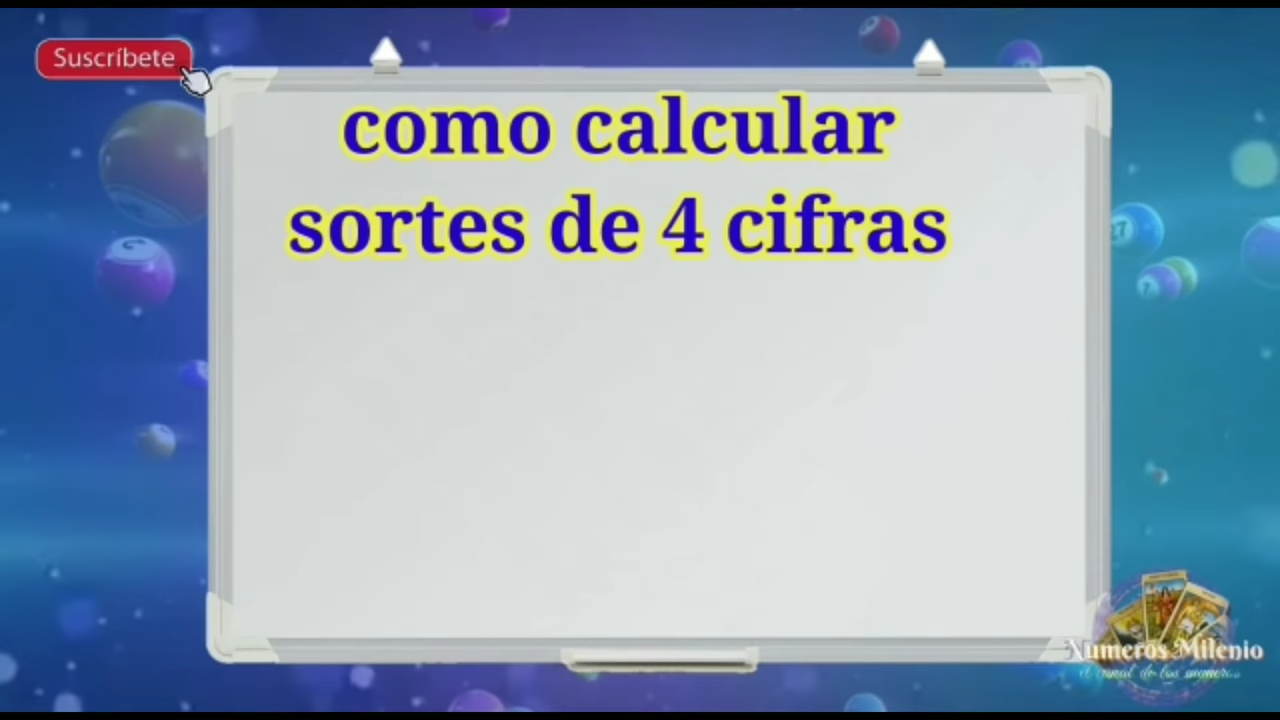 Suscríbete
como calcular
sortes de 4 cifras
Numeros Milenio